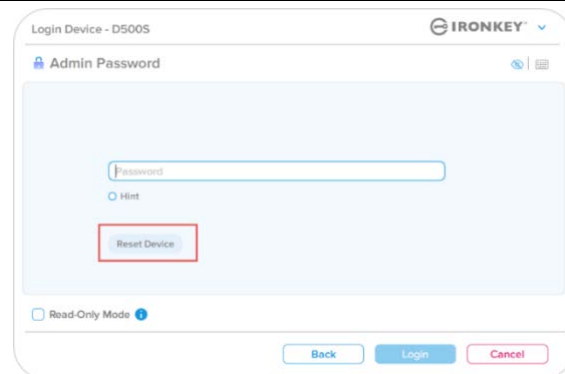 Login Device - D500S
IRONKEY
Admin Password
Password
Hint
Reset Device
Read-Only Mode
Back
Login
Cancel